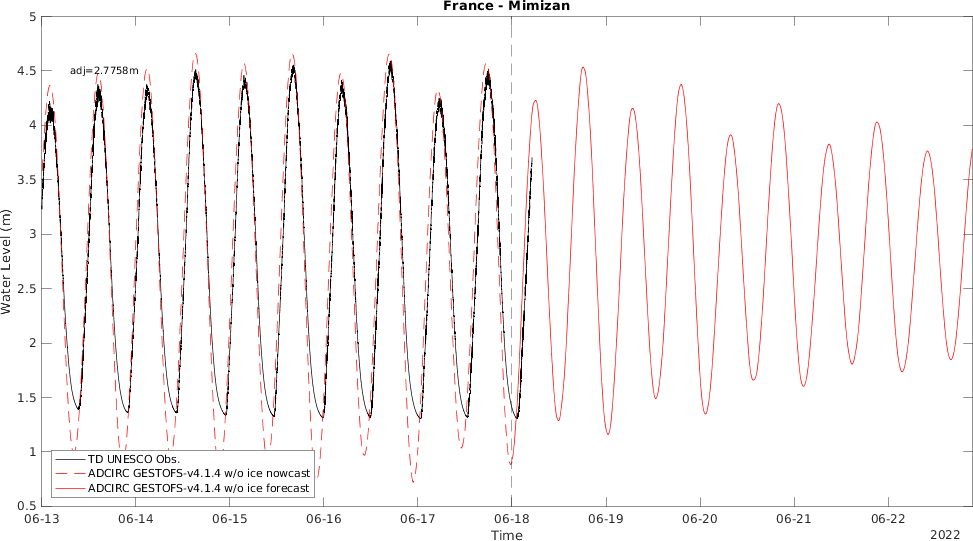 France - Mimizan
adj=2.7758m
5
4.5
4
3.5
3
2.5
2
1.5
1
0.5
Water Level (m)
TD UNESCO Obs.
ADCIRC GESTOFS-v4.1.4 w/o ice nowcast
ADCIRC GESTOFS-v4.1.4 w/o ice forecast
06-13 06-14 06-15 06-16 06-17 06-18 06-19 06-20 06-21 06-22
Time
2022